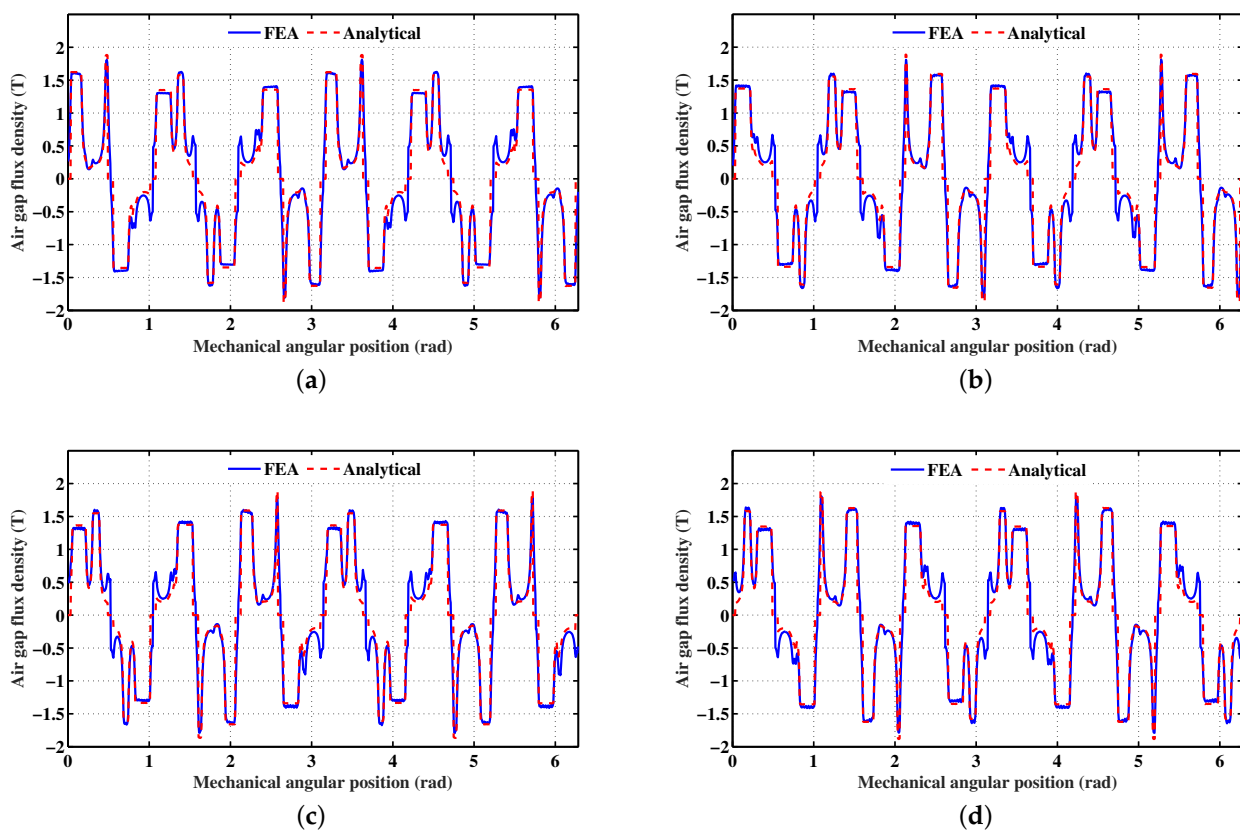 FEA Analytical
Air gap flux density (T)
2
1.5
1
0.5
0
−0.5
−1
−1.5
−2
0 1 2 3 4 5 6
Mechanical angular position (rad)
(a)
FEA Analytical
Air gap flux density (T)
2
1.5
1
0.5
0
−0.5
−1
−1.5
−2
0 1 2 3 4 5 6
Mechanical angular position (rad)
(b)
FEA Analytical
Air gap flux density (T)
2
1.5
1
0.5
0
−0.5
−1
−1.5
−2
0 1 2 3 4 5 6
Mechanical angular position (rad)
(c)
FEA Analytical
Air gap flux density (T)
2
1.5
1
0.5
0
−0.5
−1
−1.5
−2
0 1 2 3 4 5 6
Mechanical angular position (rad)
(d)